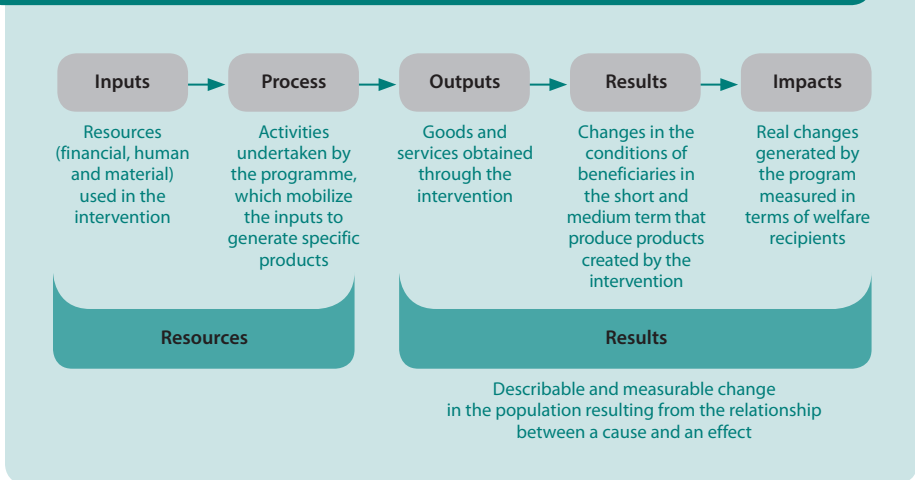 Inputs
Process
Outputs
Results
Impacts
Resources
(financial, human
and material)
used in the
intervention
Activities
undertaken by
the programme,
which mobilize
the inputs to
generate specific
products
Goods and
services obtained
through the
intervention
Changes in the
conditions of
beneficiaries in
the short and
medium term that
produce products
created by the
intervention
Real changes
generated by
the program
measured in
terms of welfare
recipients
Resources
Results
Describable and measurable change
in the population resulting from the relationship
between a cause and an effect